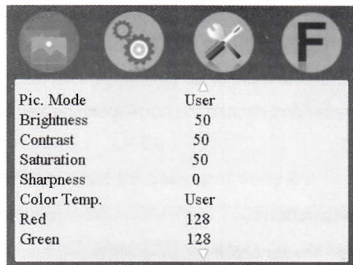 F
Pic. Mode User
Brightness 50
Contrast 50
Saturation 50
Sharpness 0
Color Temp. User
Red 128
Green 128